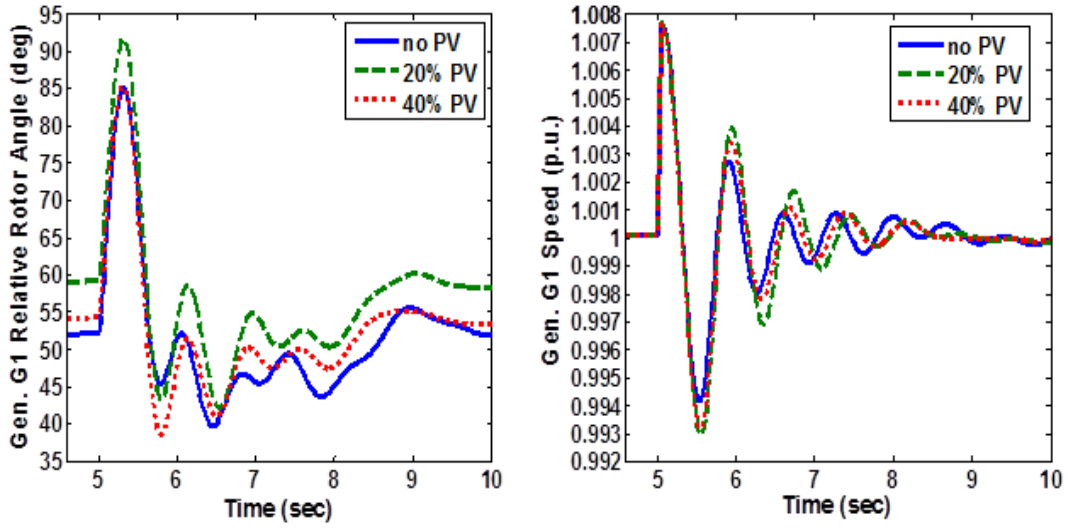 Gen. G1 Relative Rotor Angle (deg)
95
90
85
80
75
70
65
60
55
50
45
40
35
no PV
20% PV
40% PV
5 6 7 8 9 10
Time (sec)
Gen. G1 Speed (p.u.)
1.008
1.007
1.006
1.005
1.004
1.003
1.002
1.001
1
0.999
0.998
0.997
0.996
0.995
0.994
0.993
0.992
no PV
20% PV
40% PV
5 6 7 8 9 10
Time (sec)